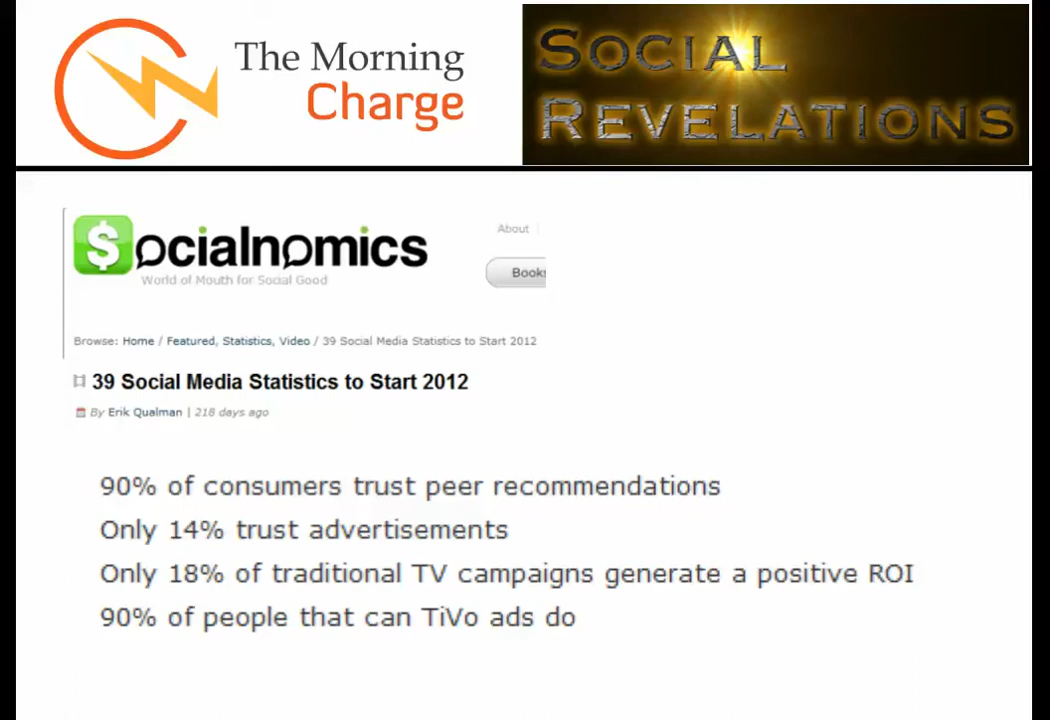 The Morning
Charge
SOCIAL
REVELATIONS
$ocialnomics
World of Mouth for Social Good
About
Books
Browse: Home / Featured, Statistics, Video / 39 Social Media Statistics to Start 2012
39 Social Media Statistics to Start 2012
By Erik Qualman | 218 days ago
90% of consumers trust peer recommendations
Only 14% trust advertisements
Only 18% of traditional TV campaigns generate a positive ROI
90% of people that can TiVo ads do